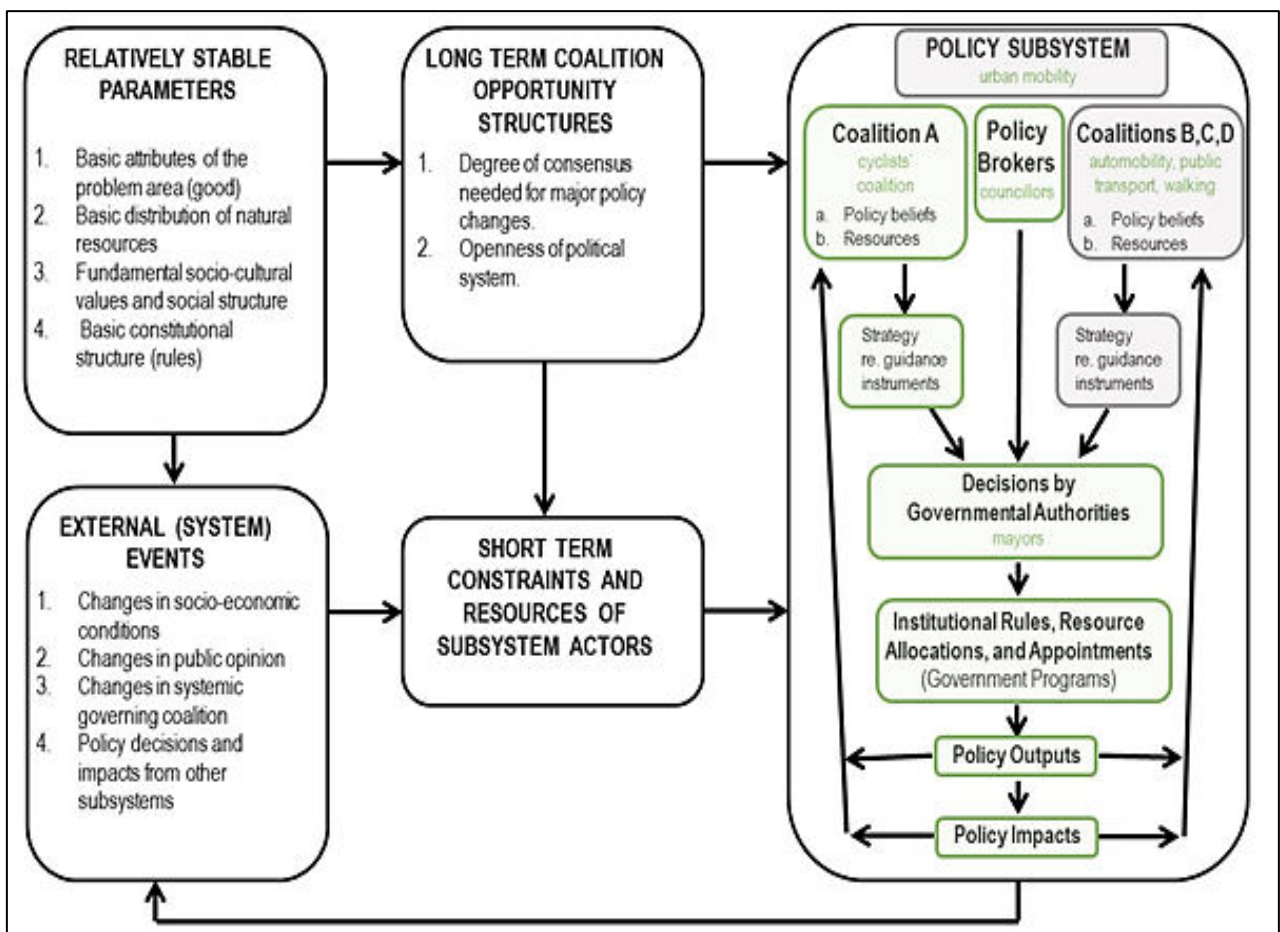 RELATIVELY STABLE
PARAMETERS
1. Basic attributes of the
problem area (good)
2. Basic distribution of natural
resources
3. Fundamental socio-cultural
values and social structure
4. Basic constitutional
structure (rules)
LONG TERM COALITION
OPPORTUNITY
STRUCTURES
1. Degree of consensus
needed for major policy
changes.
2. Openness of political
system.
EXTERNAL (SYSTEM)
EVENTS
1. Changes in socio-economic
conditions
2. Changes in public opinion
3. Changes in systemic
governing coalition
4. Policy decisions and
impacts from other
subsystems
SHORT TERM
CONSTRAINTS AND
RESOURCES OF
SUBSYSTEM ACTORS
POLICY SUBSYSTEM
urban mobility
Coalition A
cyclists`
coalition
a. Policy beliefs
b. Resources
Policy
Brokers
councillors
Coalitions B,C,D
automobility, public
transport, walking
a. Policy beliefs
b. Resources
Strategy
re. guidance
instruments
Strategy
re. guidance
instruments
Decisions by
Governmental Authorities
mayors
Institutional Rules, Resource
Allocations, and Appointments
(Government Programs)
Policy Outputs
Policy Impacts